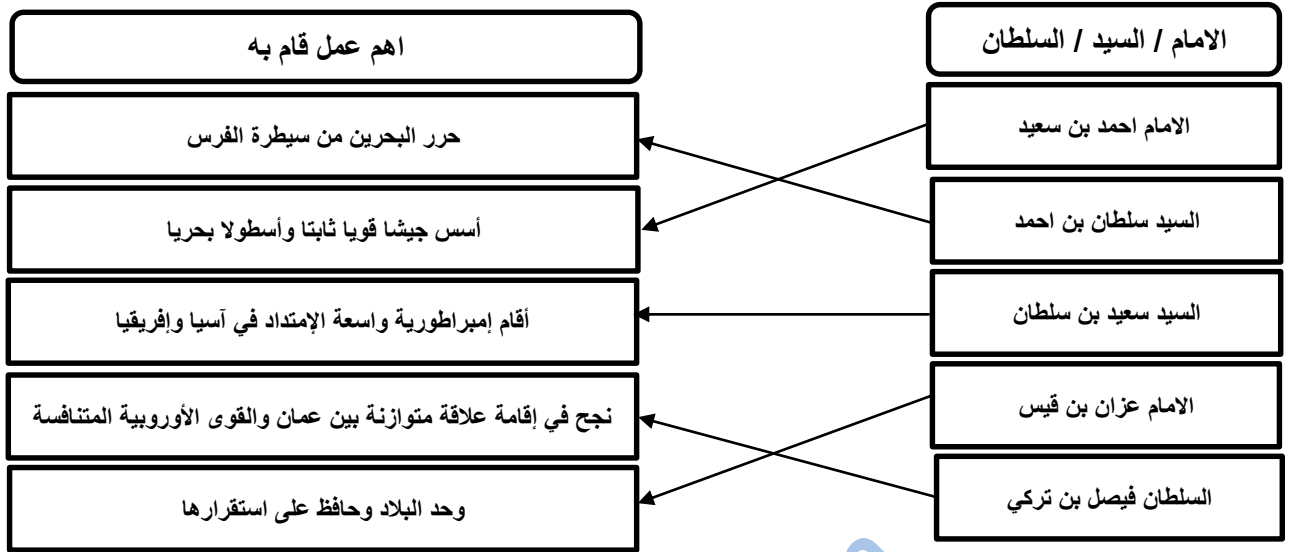 الامام / السيد / السلطان
اهم عمل قام به
الامام احمد بن سعيد
حرر البحرين من سيطرة الفرس
السيد سلطان بن احمد
أسس جيشا قويا ثابتا وأسطولا بحريا
السيد سعيد بن سلطان
أقام إمبراطورية واسعة الإمتداد في آسيا وإفريقيا
الامام عزان بن قيس
نجح في إقامة علاقة متوازنة بين عمان والقوى الأوروبية المتنافسة
السلطان فيصل بن تركي
وحد البلاد وحافظ على استقرارها